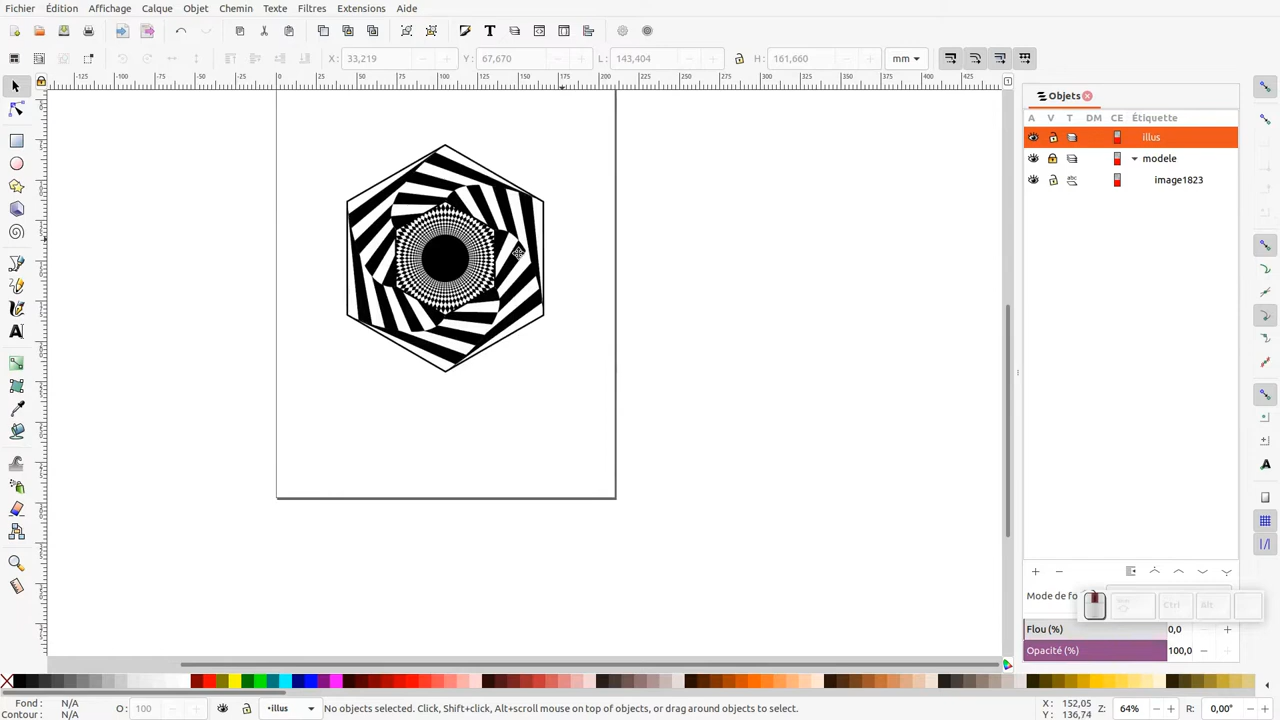 Fichier Édition Affichage Calque Objet Chemin Texte Filtres Extensions Aide
X: 33,219 Y: 67,670 L: 143,404 H: 161,660 mm
Objets
A V T DM CE Étiquette
illus
modele
image1823
Mode de fo
Ctrl Alt
Flou (%) 0,0
Opacité (%) 100,0
Fond : N/A
Contour : N/A
O: 100
•illus
No objects selected. Click, Shift+click, Alt+scroll mouse on top of objects, or drag around objects to select.
X: 152,05
Y: 136,74
Z: 64%
R: 0,00°